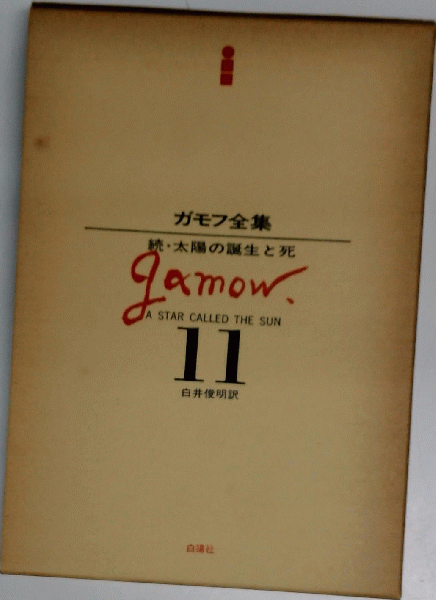 ガモフ全集
続・太陽の誕生と死
gamow.
A STAR CALLED THE SUN
11
白井俊明訳
白揚社